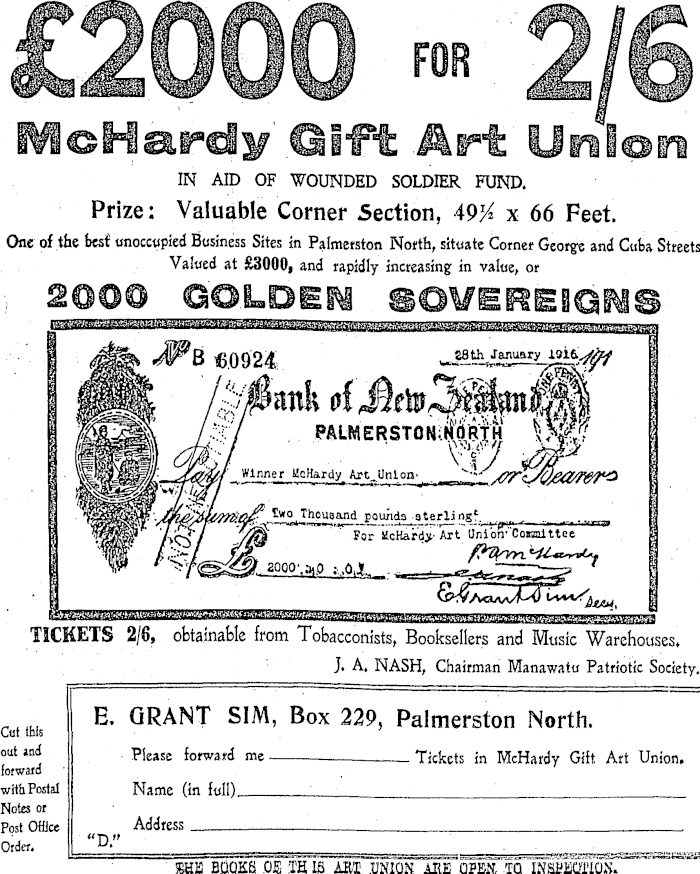 £2000 FOR 2/6
McHardy Gift Art Union
IN AID OF WOUNDED SOLDIER FUND.
Prize: Valuable Corner Section, 49½ x 66 Feet.
One of the best unoccupied Business Sites in Palmerston North, situate Corner George and Cuba Streets
Valued at £3000, and rapidly increasing in value, or
2000 GOLDEN SOVEREIGNS
No B 60924
28th January 1916 191
Bank of New Zealand
PALMERSTON NORTH
NOT NEGOTIABLE
Pay Winner McHardy Art Union or Bearer
the sum of Two Thousand pounds sterling
For McHardy Art Union Committee
£ 2000
E. Grant Sim Secy.
TICKETS 2/6, obtainable from Tobacconists, Booksellers and Music Warehouses.
J. A. NASH, Chairman Manawatu Patriotic Society.
Cut this
out and
forward
with Postal
Notes or
Post Office
Order.
E. GRANT SIM, Box 229, Palmerston North.
Please forward me Tickets in McHardy Gift Art Union.
Name (in full)
Address
"D."
THE BOOKS OF THIS ART UNION ARE OPEN TO INSPECTION.